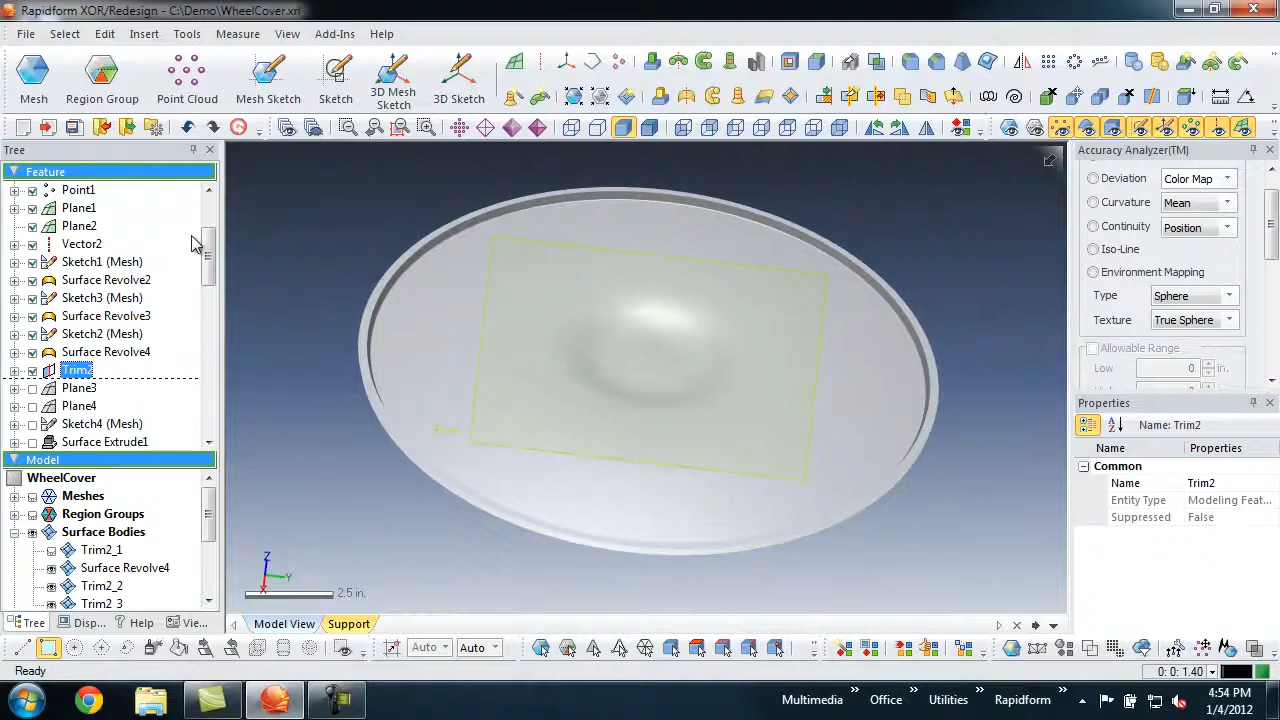 Rapidform XOR/Redesign - C:\Demo\WheelCover.xrl
File Select Edit Insert Tools Measure View Add-Ins Help
Mesh Region Group Point Cloud Mesh Sketch Sketch 3D Mesh Sketch 3D Sketch
Tree
Feature
Point1
Plane1
Plane2
Vector2
Sketch1 (Mesh)
Surface Revolve2
Sketch3 (Mesh)
Surface Revolve3
Sketch2 (Mesh)
Surface Revolve4
Trim2
Plane3
Plane4
Sketch4 (Mesh)
Surface Extrude1
Model
WheelCover
Meshes
Region Groups
Surface Bodies
Trim2_1
Surface Revolve4
Trim2_2
Trim2_3
Tree Disp... Help Vie...
Z
Y
X
2.5 in.
Model View Support
Accuracy Analyzer(TM)
Deviation Color Map
Curvature Mean
Continuity Position
Iso-Line
Environment Mapping
Type Sphere
Texture True Sphere
Allowable Range
Low 0 in.
Properties
Name: Trim2
Name Properties
Common
Name Trim2
Entity Type Modeling Feat...
Suppressed False
Auto Auto
Ready
0: 0: 1.40
Multimedia » Office » Utilities » Rapidform »
4:54 PM
1/4/2012